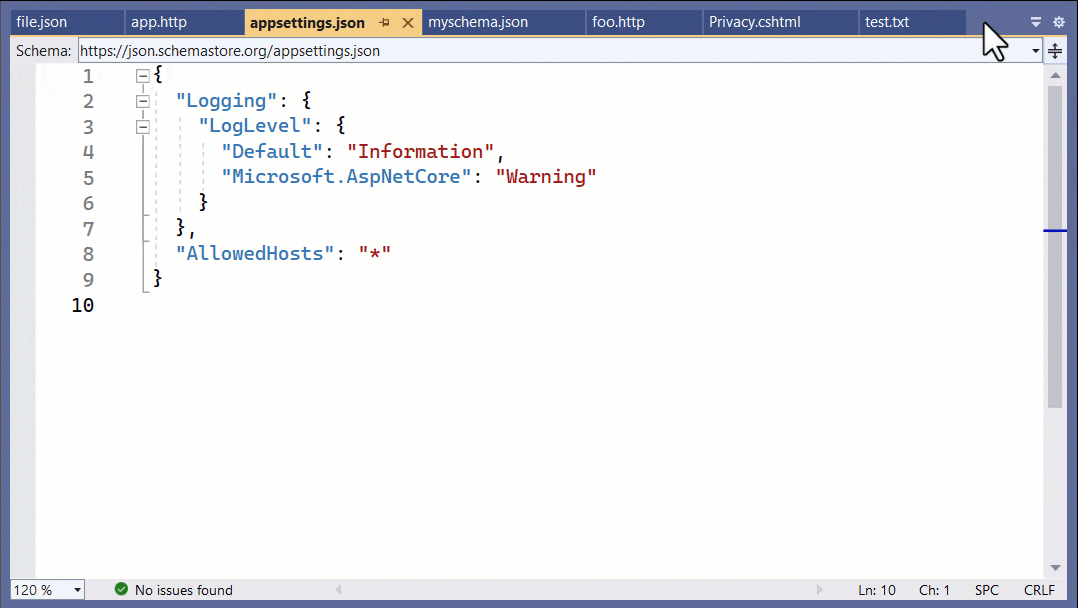 file.json app.http appsettings.json myschema.json foo.http Privacy.cshtml test.txt
Schema: https://json.schemastore.org/appsettings.json
1 {
2 "Logging": {
3 "LogLevel": {
4 "Default": "Information",
5 "Microsoft.AspNetCore": "Warning"
6 }
7 },
8 "AllowedHosts": "*"
9 }
10
120 % No issues found Ln: 10 Ch: 1 SPC CRLF